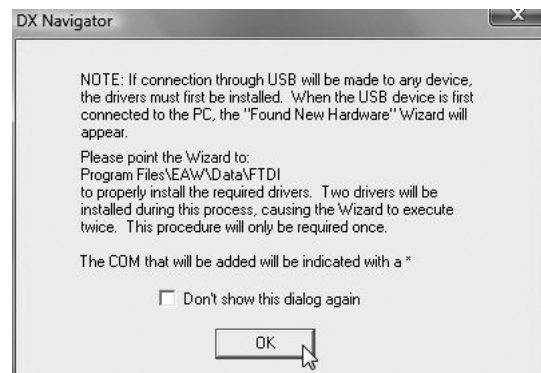 DX Navigator
NOTE: If connection through USB will be made to any device,
the drivers must first be installed. When the USB device is first
connected to the PC, the "Found New Hardware" Wizard will
appear.
Please point the Wizard to:
Program Files\EAW\Data\FTDI
to properly install the required drivers. Two drivers will be
installed during this process, causing the Wizard to execute
twice. This procedure will only be required once.
The COM that will be added will be indicated with a *
Don't show this dialog again
OK